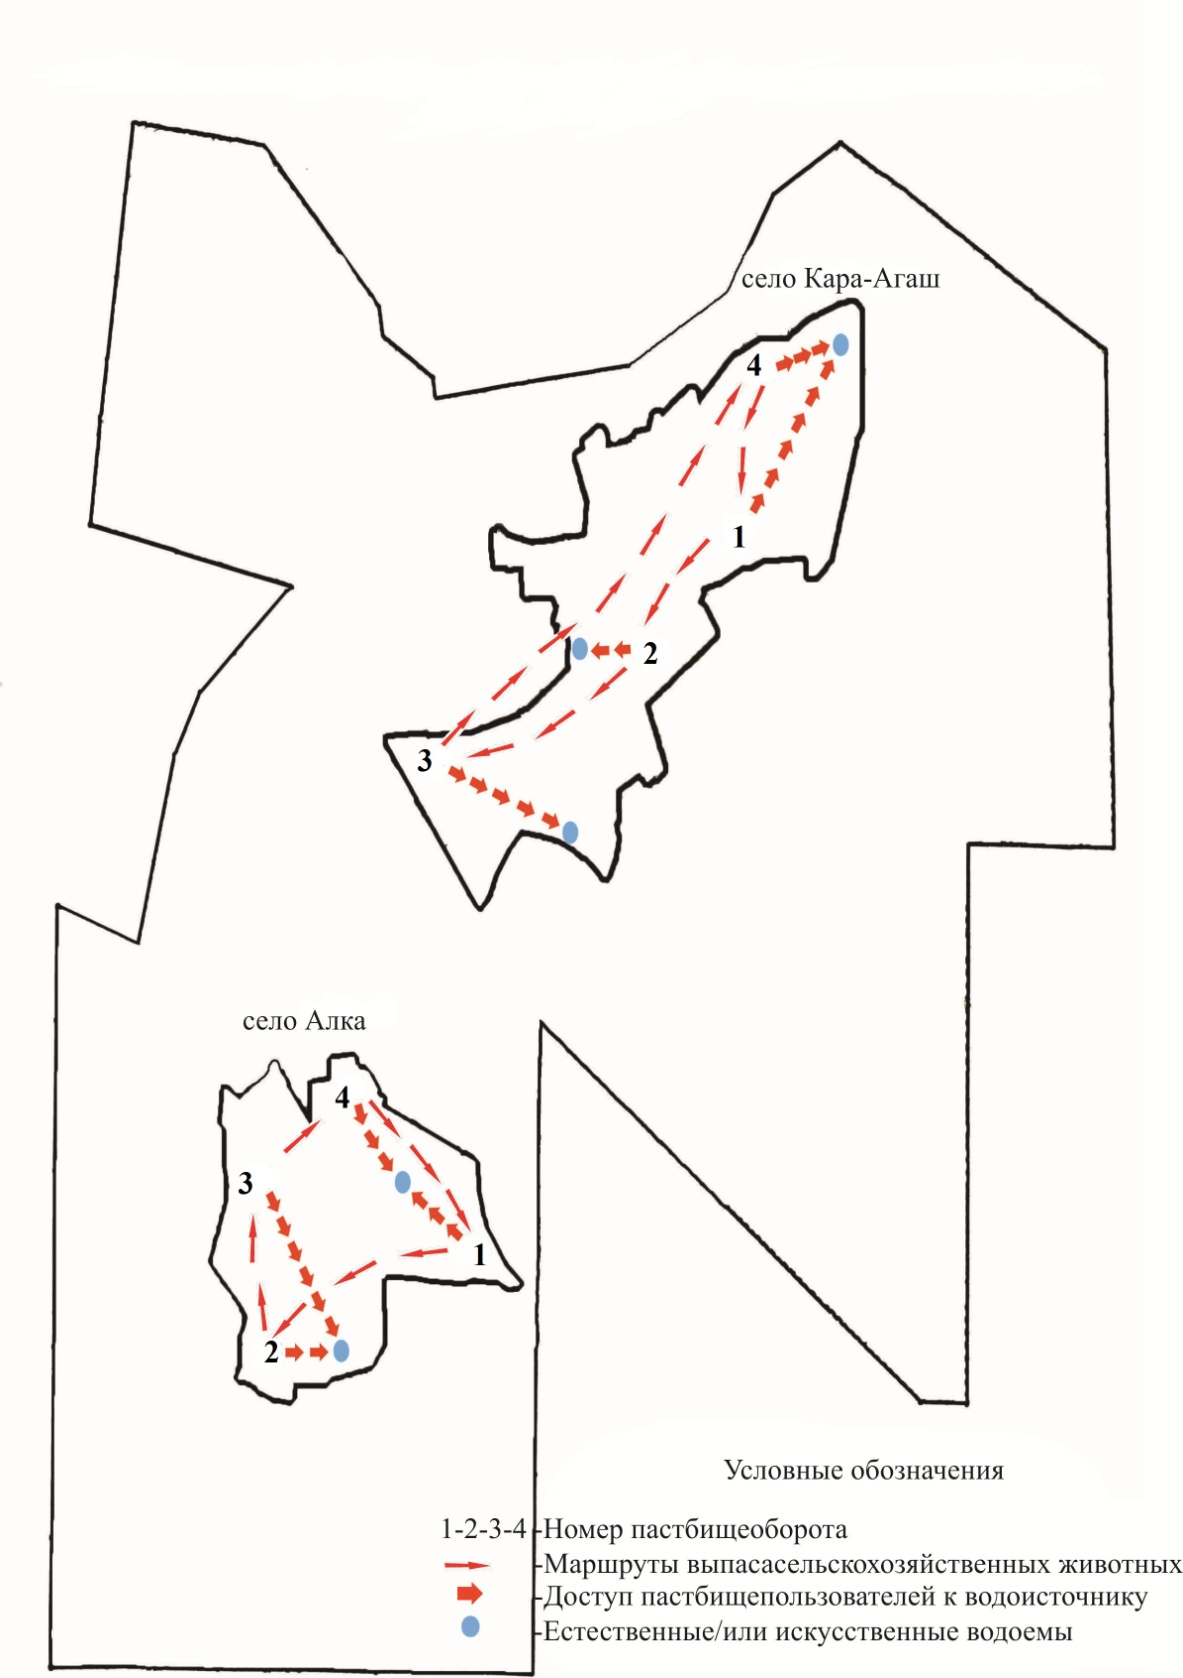 село Кара-Агаш
4
1
2
3
село Алка
4
3
1
2
Условные обозначения
1-2-3-4 -Номер пастбищеоборота
-Маршруты выпасасельскохозяйственных животных
-Доступ пастбищепользователей к водоисточнику
-Естественные/или искусственные водоемы